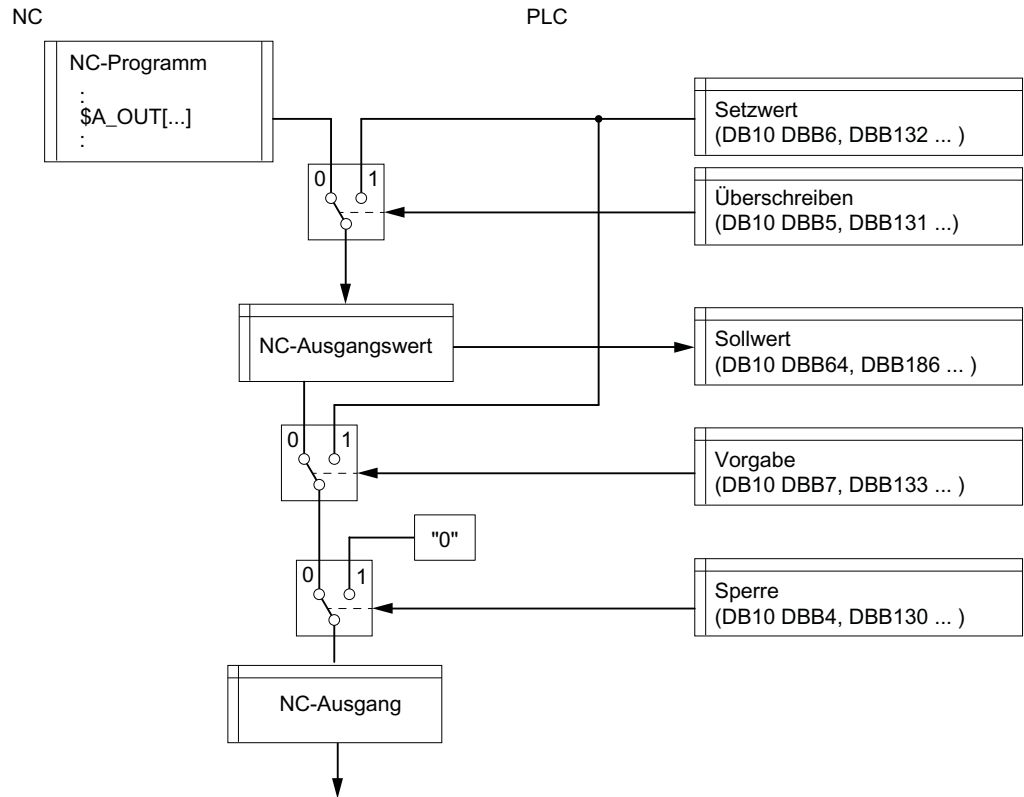 NC
PLC
NC-Programm
:
$A_OUT[...]
:
Setzwert
(DB10 DBB6, DBB132 ... )
0
1
Überschreiben
(DB10 DBB5, DBB131 ...)
NC-Ausgangswert
Sollwert
(DB10 DBB64, DBB186 ... )
0
1
Vorgabe
(DB10 DBB7, DBB133 ... )
"0"
0
1
Sperre
(DB10 DBB4, DBB130 ... )
NC-Ausgang